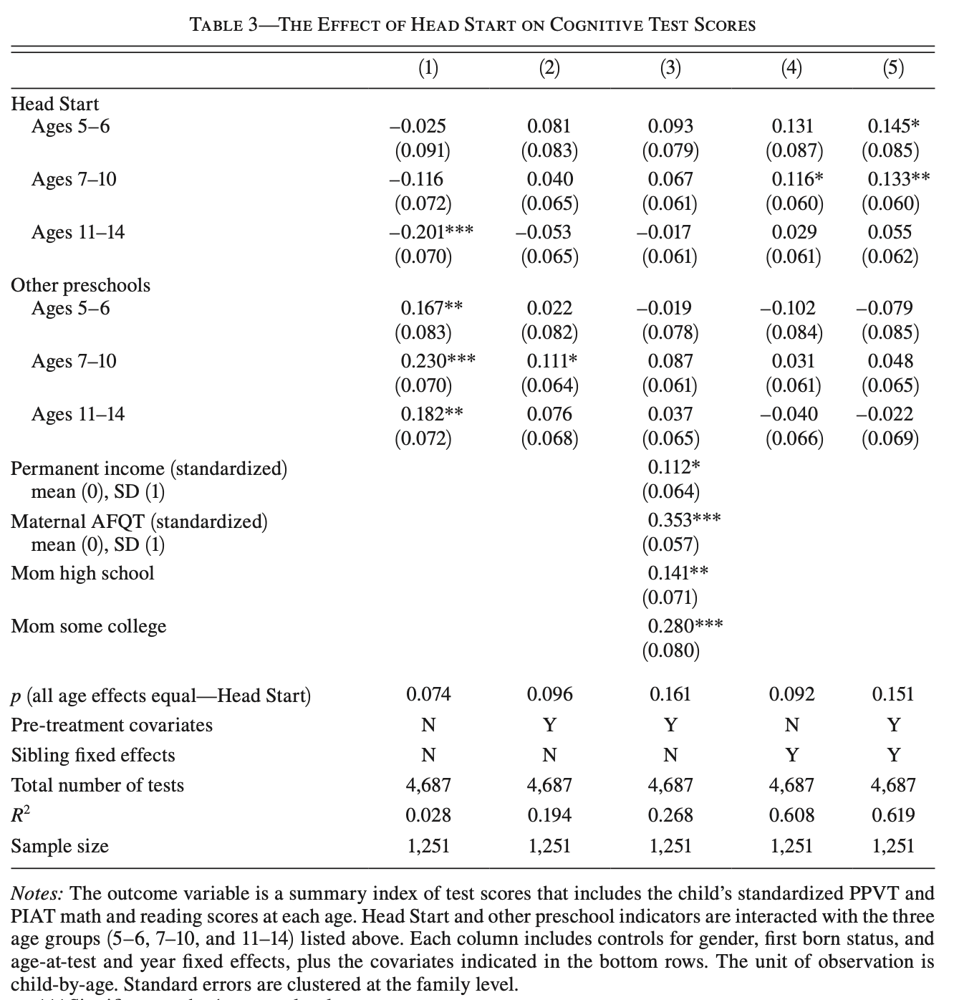 TABLE 3—THE EFFECT OF HEAD START ON COGNITIVE TEST SCORES
(1) (2) (3) (4) (5)
Head Start
Ages 5–6 –0.025 0.081 0.093 0.131 0.145*
(0.091) (0.083) (0.079) (0.087) (0.085)
Ages 7–10 –0.116 0.040 0.067 0.116* 0.133**
(0.072) (0.065) (0.061) (0.060) (0.060)
Ages 11–14 –0.201*** –0.053 –0.017 0.029 0.055
(0.070) (0.065) (0.061) (0.061) (0.062)
Other preschools
Ages 5–6 0.167** 0.022 –0.019 –0.102 –0.079
(0.083) (0.082) (0.078) (0.084) (0.085)
Ages 7–10 0.230*** 0.111* 0.087 0.031 0.048
(0.070) (0.064) (0.061) (0.061) (0.065)
Ages 11–14 0.182** 0.076 0.037 –0.040 –0.022
(0.072) (0.068) (0.065) (0.066) (0.069)
Permanent income (standardized) 0.112*
mean (0), SD (1) (0.064)
Maternal AFQT (standardized) 0.353***
mean (0), SD (1) (0.057)
Mom high school 0.141**
(0.071)
Mom some college 0.280***
(0.080)
p (all age effects equal—Head Start) 0.074 0.096 0.161 0.092 0.151
Pre-treatment covariates N Y Y N Y
Sibling fixed effects N N N Y Y
Total number of tests 4,687 4,687 4,687 4,687 4,687
R² 0.028 0.194 0.268 0.608 0.619
Sample size 1,251 1,251 1,251 1,251 1,251
Notes: The outcome variable is a summary index of test scores that includes the child's standardized PPVT and
PIAT math and reading scores at each age. Head Start and other preschool indicators are interacted with the three
age groups (5–6, 7–10, and 11–14) listed above. Each column includes controls for gender, first born status, and
age-at-test and year fixed effects, plus the covariates indicated in the bottom rows. The unit of observation is
child-by-age. Standard errors are clustered at the family level.